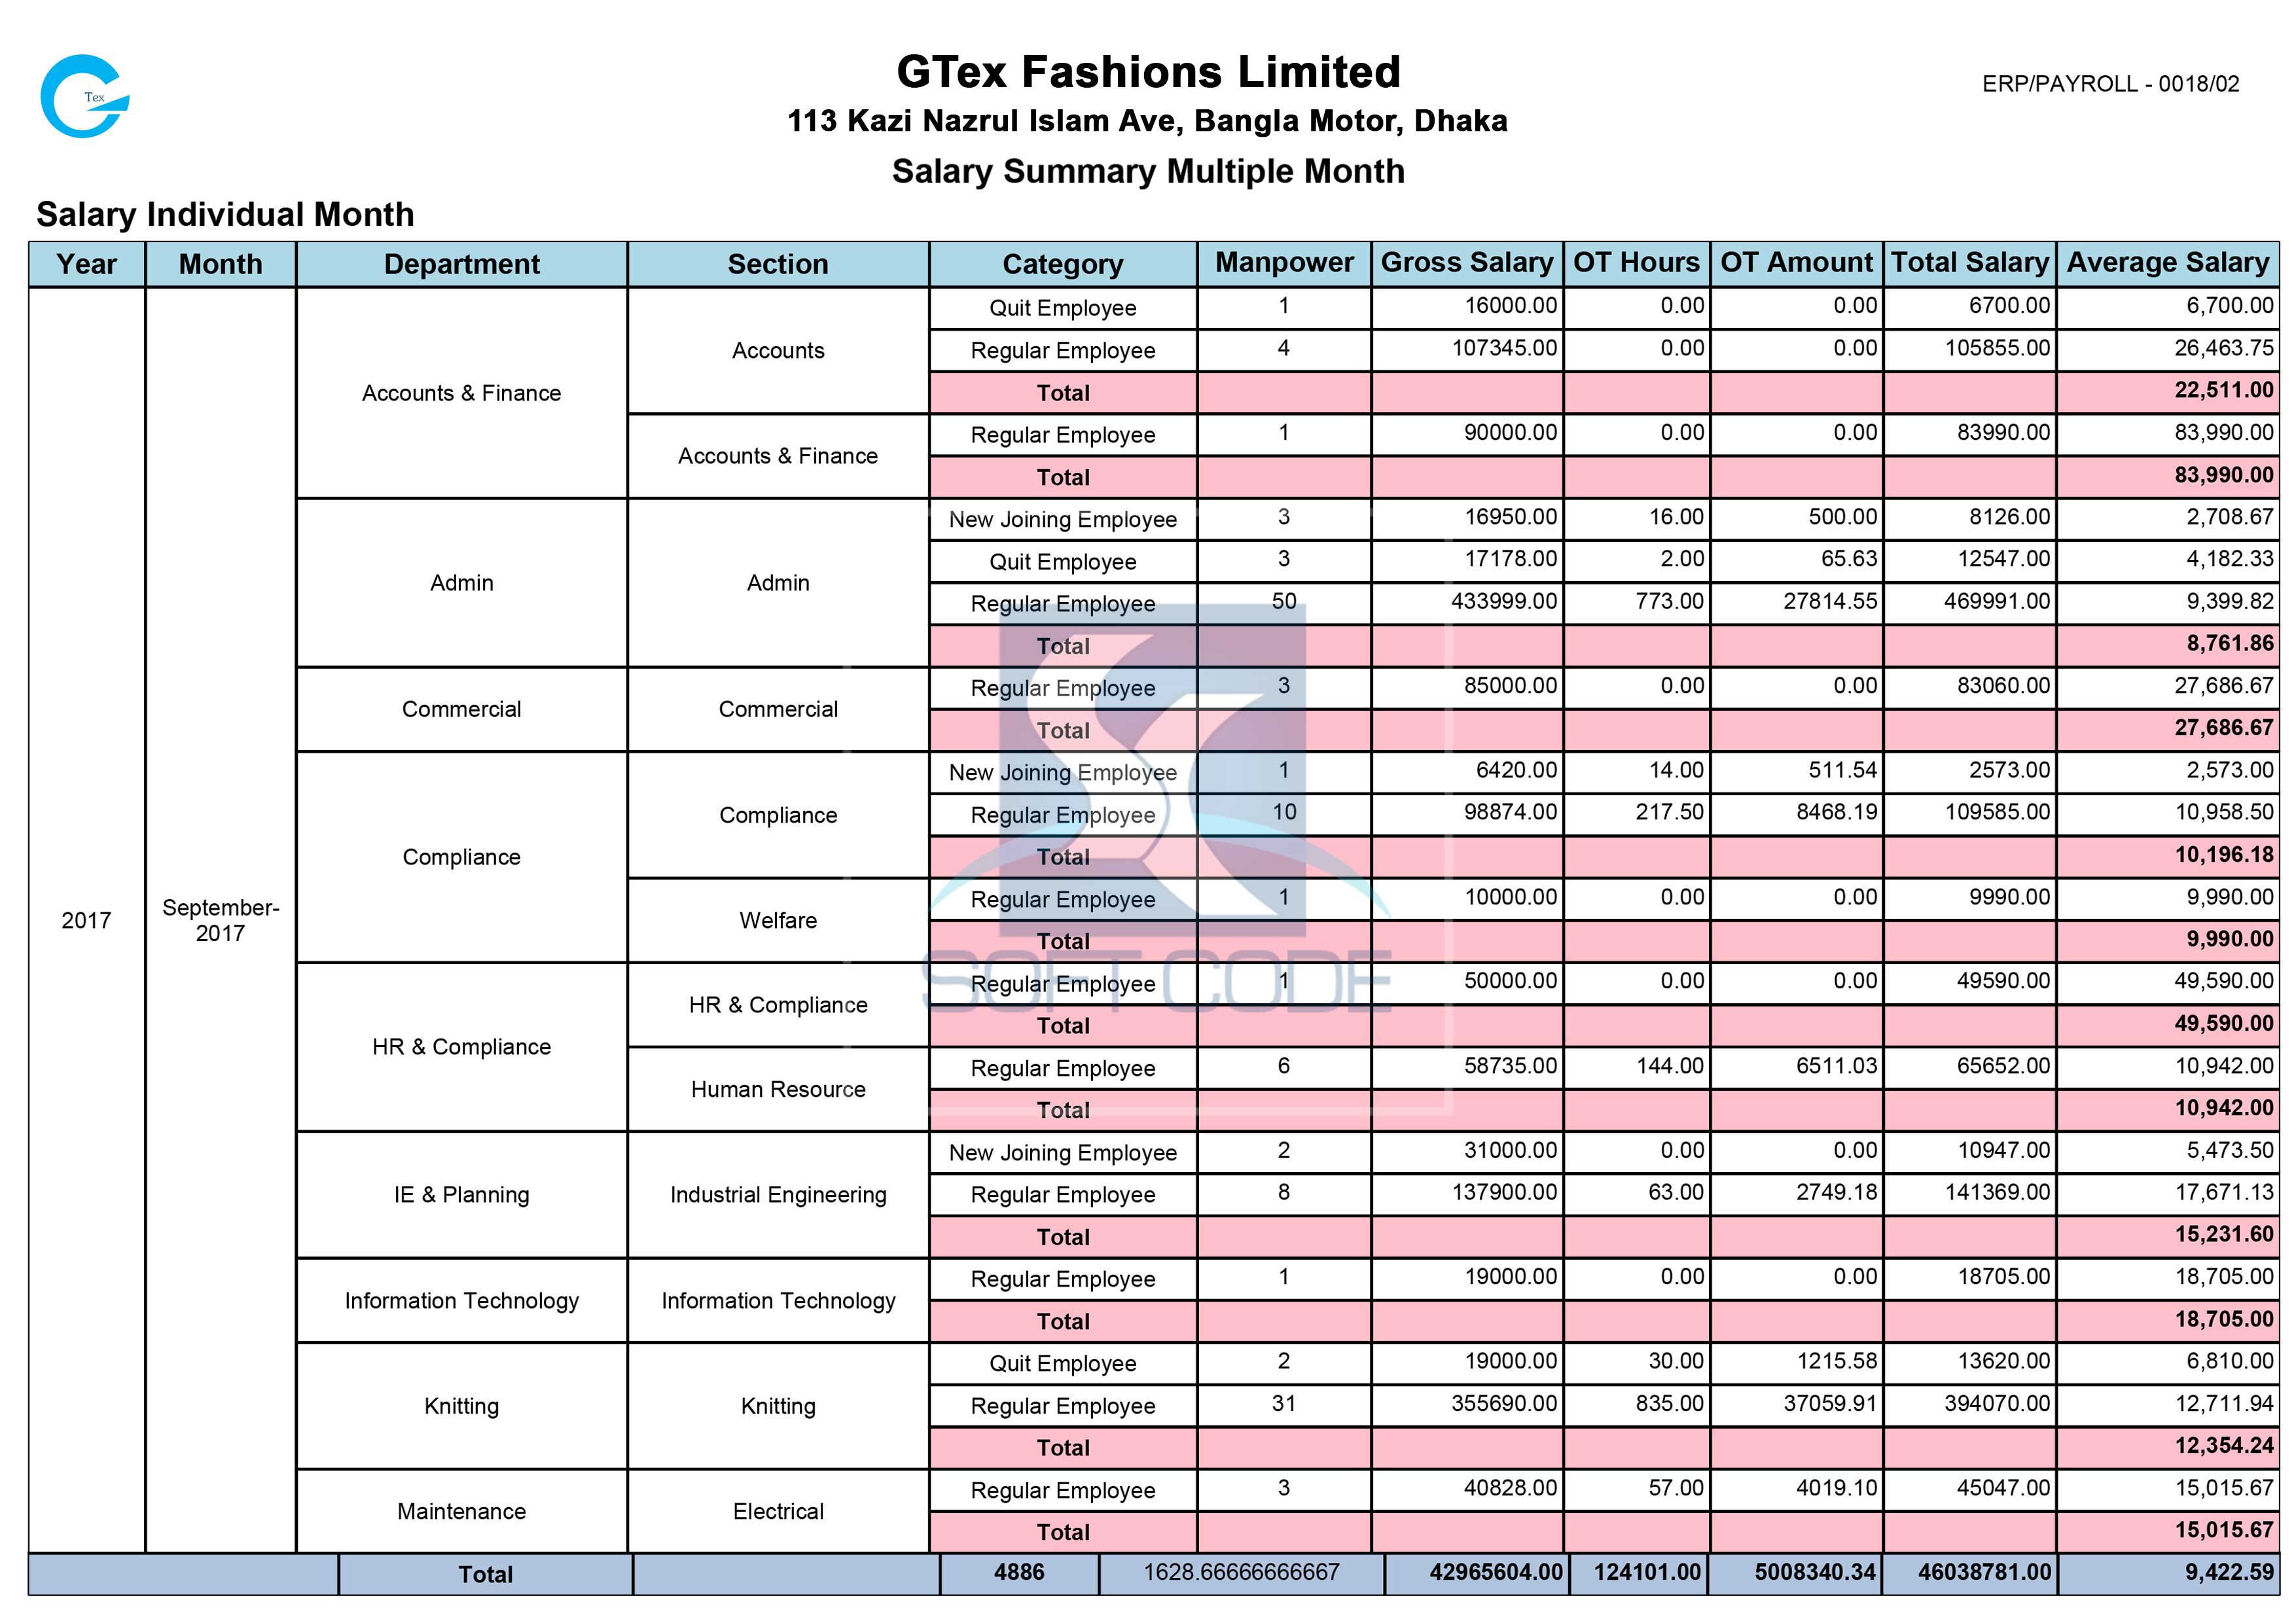 Tex
GTex Fashions Limited
ERP/PAYROLL - 0018/02
113 Kazi Nazrul Islam Ave, Bangla Motor, Dhaka
Salary Summary Multiple Month
Salary Individual Month
Year Month Department Section Category Manpower Gross Salary OT Hours OT Amount Total Salary Average Salary
2017 September-
2017
Accounts & Finance
Accounts
Quit Employee 1 16000.00 0.00 0.00 6700.00 6,700.00
Regular Employee 4 107345.00 0.00 0.00 105855.00 26,463.75
Total 22,511.00
Accounts & Finance
Regular Employee 1 90000.00 0.00 0.00 83990.00 83,990.00
Total 83,990.00
Admin Admin
New Joining Employee 3 16950.00 16.00 500.00 8126.00 2,708.67
Quit Employee 3 17178.00 2.00 65.63 12547.00 4,182.33
Regular Employee 50 433999.00 773.00 27814.55 469991.00 9,399.82
Total 8,761.86
Commercial Commercial
Regular Employee 3 85000.00 0.00 0.00 83060.00 27,686.67
Total 27,686.67
Compliance
Compliance
New Joining Employee 1 6420.00 14.00 511.54 2573.00 2,573.00
Regular Employee 10 98874.00 217.50 8468.19 109585.00 10,958.50
Total 10,196.18
Welfare
Regular Employee 1 10000.00 0.00 0.00 9990.00 9,990.00
Total 9,990.00
SOFT CODE
HR & Compliance
HR & Compliance
Regular Employee 1 50000.00 0.00 0.00 49590.00 49,590.00
Total 49,590.00
Human Resource
Regular Employee 6 58735.00 144.00 6511.03 65652.00 10,942.00
Total 10,942.00
IE & Planning Industrial Engineering
New Joining Employee 2 31000.00 0.00 0.00 10947.00 5,473.50
Regular Employee 8 137900.00 63.00 2749.18 141369.00 17,671.13
Total 15,231.60
Information Technology Information Technology
Regular Employee 1 19000.00 0.00 0.00 18705.00 18,705.00
Total 18,705.00
Knitting Knitting
Quit Employee 2 19000.00 30.00 1215.58 13620.00 6,810.00
Regular Employee 31 355690.00 835.00 37059.91 394070.00 12,711.94
Total 12,354.24
Maintenance Electrical
Regular Employee 3 40828.00 57.00 4019.10 45047.00 15,015.67
Total 15,015.67
Total 4886 1628.66666666667 42965604.00 124101.00 5008340.34 46038781.00 9,422.59